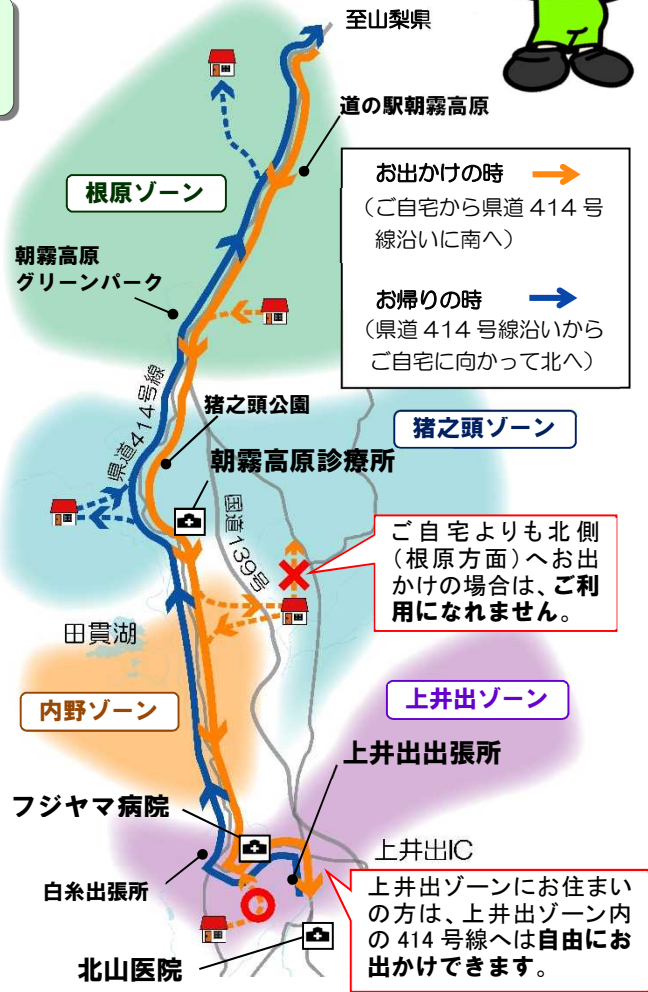 至山梨県
道の駅朝霧高原
お出かけの時
(ご自宅から県道414号
線沿いに南へ)
お帰りの時
(県道414号線沿いから
ご自宅に向かって北へ)
根原ゾーン
朝霧高原
グリーンパーク
県道414号線
猪之頭公園
猪之頭ゾーン
朝霧高原診療所
国道139号
ご自宅よりも北側
(根原方面)へお出
かけの場合は、ご利
用になれません。
田貫湖
内野ゾーン
上井出ゾーン
上井出出張所
フジヤマ病院
上井出IC
白糸出張所
上井出ゾーンにお住まい
の方は、上井出ゾーン内
の414号線へは自由にお
出かけできます。
北山医院